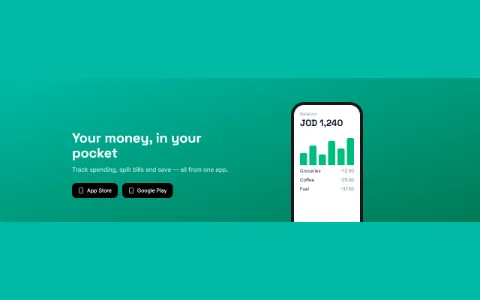 Your money, in your
pocket
Track spending, split bills and save — all from one app.
App Store
Google Play
Balance
JOD 1,240
Groceries
Coffee
Fuel